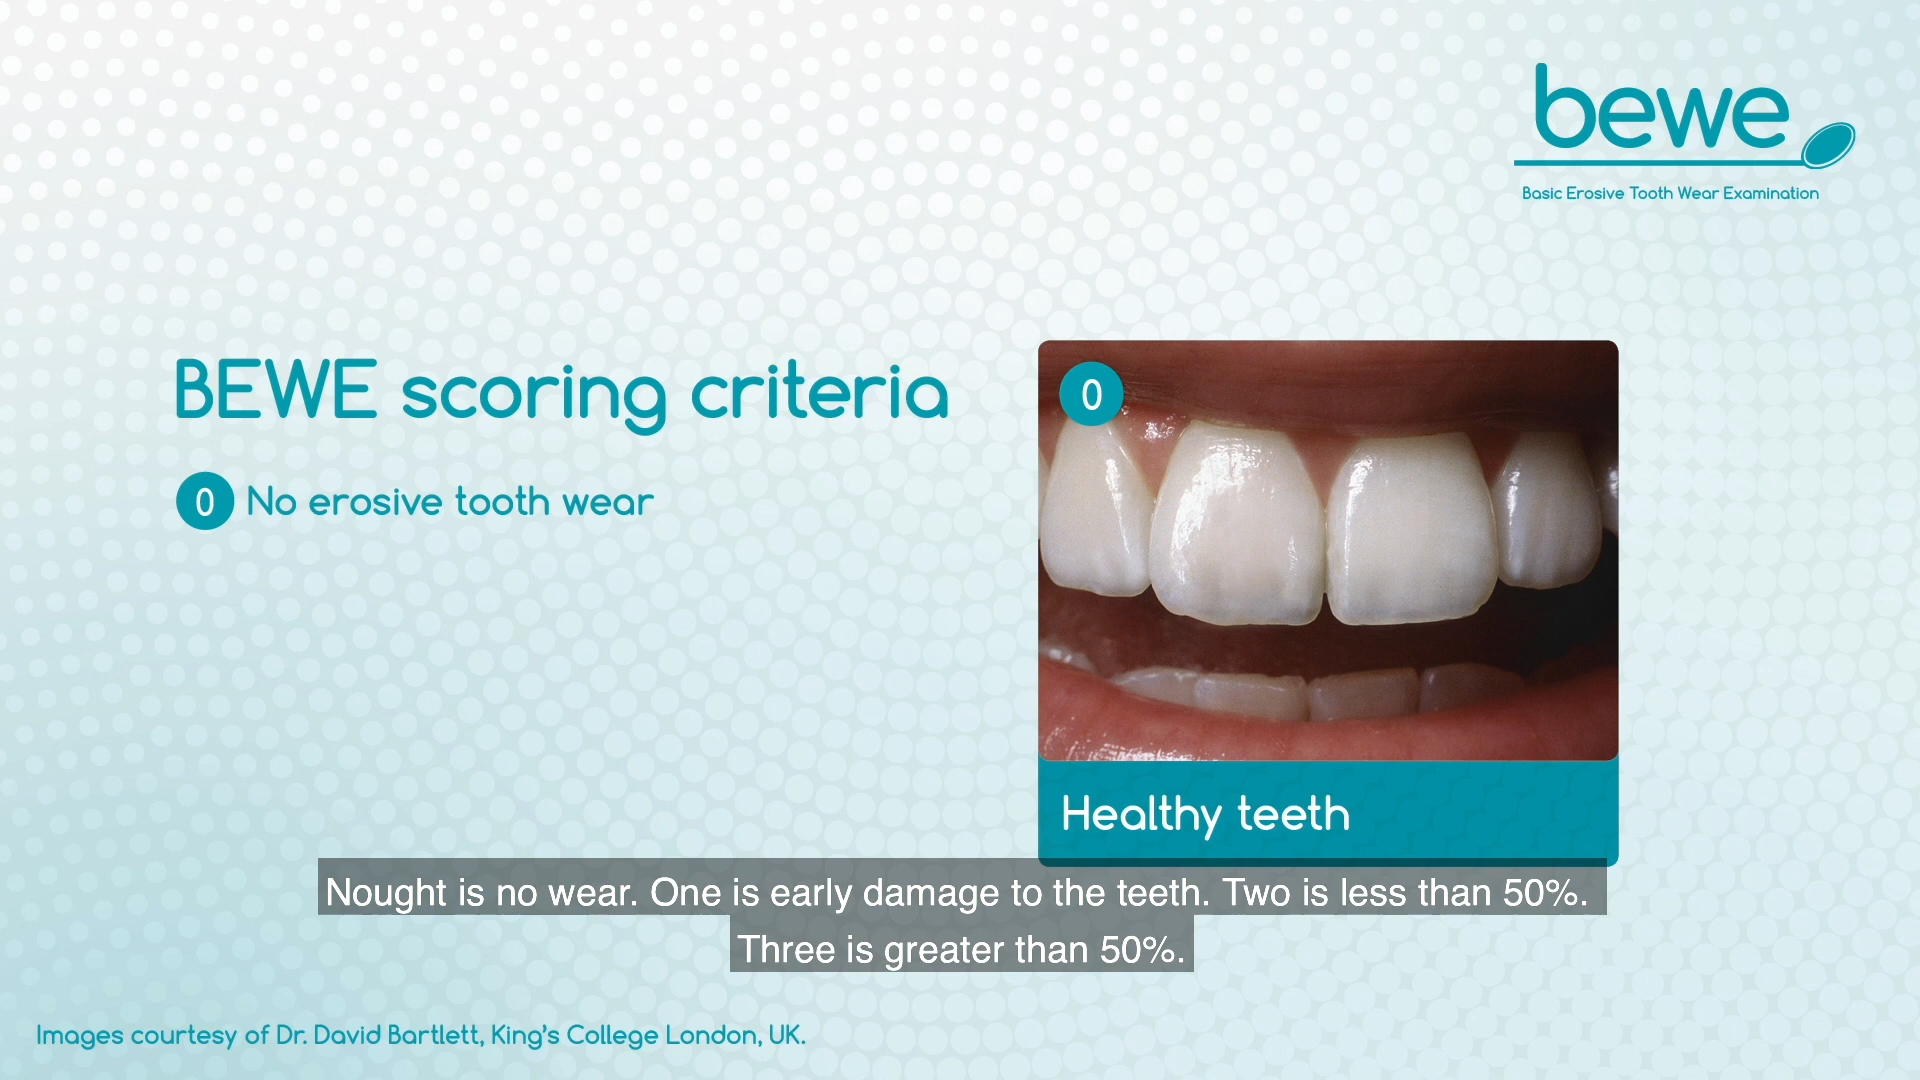 bewe
Basic Erosive Tooth Wear Examination
BEWE scoring criteria
0 No erosive tooth wear
0
Healthy teeth
Nought is no wear. One is early damage to the teeth. Two is less than 50%.
Three is greater than 50%.
Images courtesy of Dr. David Bartlett, King’s College London, UK.